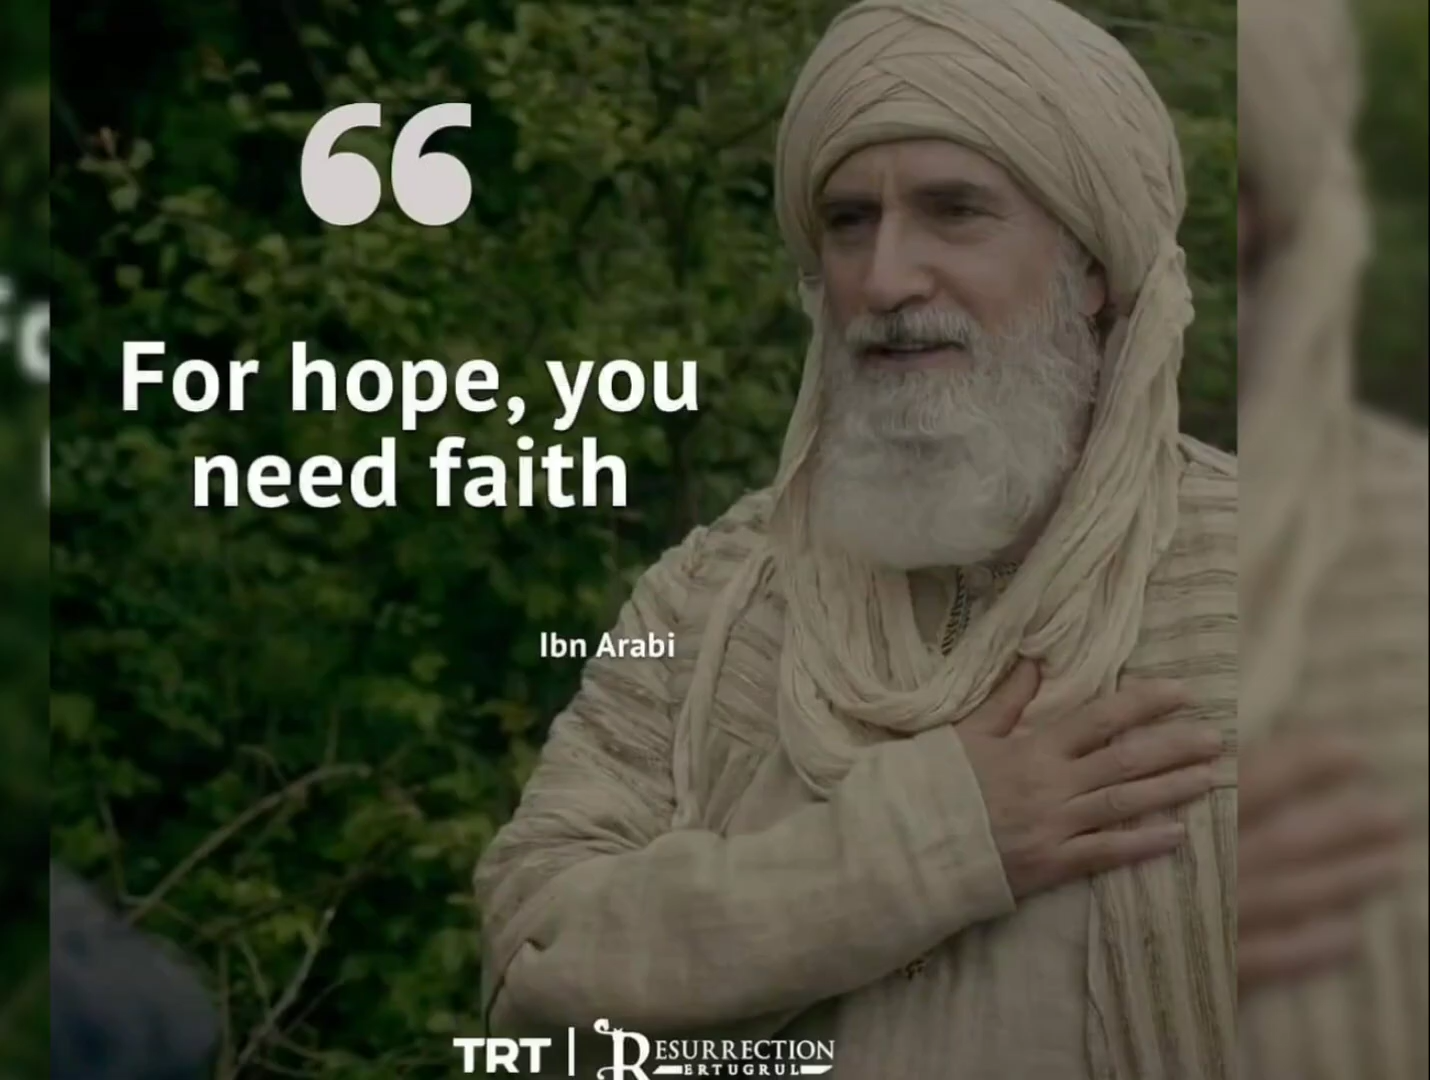 ❝
For hope, you
need faith
Ibn Arabi
TRT | RESURRECTION
ERTUGRUL